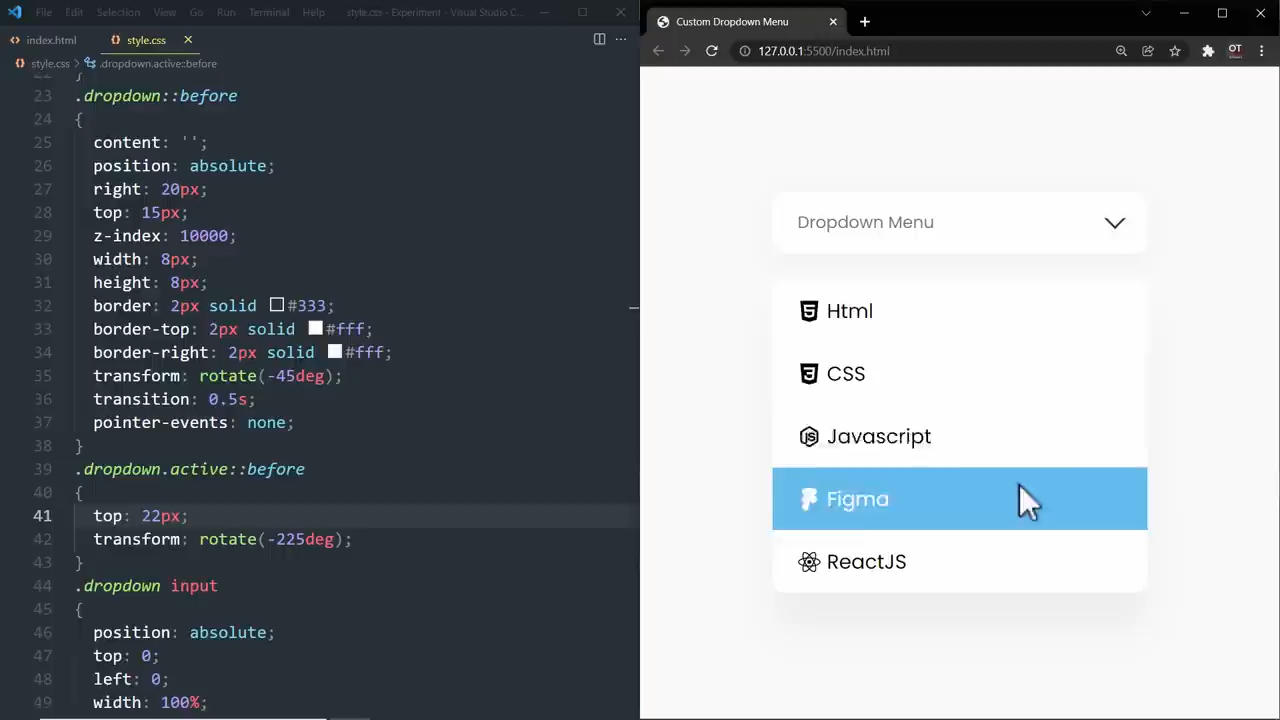 File Edit Selection View Go Run Terminal Help style.css - Experiment - Visual Studio C...
index.html style.css
style.css > .dropdown.active::before
22 }
23 .dropdown::before
24 {
25 content: '';
26 position: absolute;
27 right: 20px;
28 top: 15px;
29 z-index: 10000;
30 width: 8px;
31 height: 8px;
32 border: 2px solid #333;
33 border-top: 2px solid #fff;
34 border-right: 2px solid #fff;
35 transform: rotate(-45deg);
36 transition: 0.5s;
37 pointer-events: none;
38 }
39 .dropdown.active::before
40 {
41 top: 22px;
42 transform: rotate(-225deg);
43 }
44 .dropdown input
45 {
46 position: absolute;
47 top: 0;
48 left: 0;
49 width: 100%;
Custom Dropdown Menu
127.0.0.1:5500/index.html
OT
Dropdown Menu
Html
CSS
JS Javascript
Figma
ReactJS